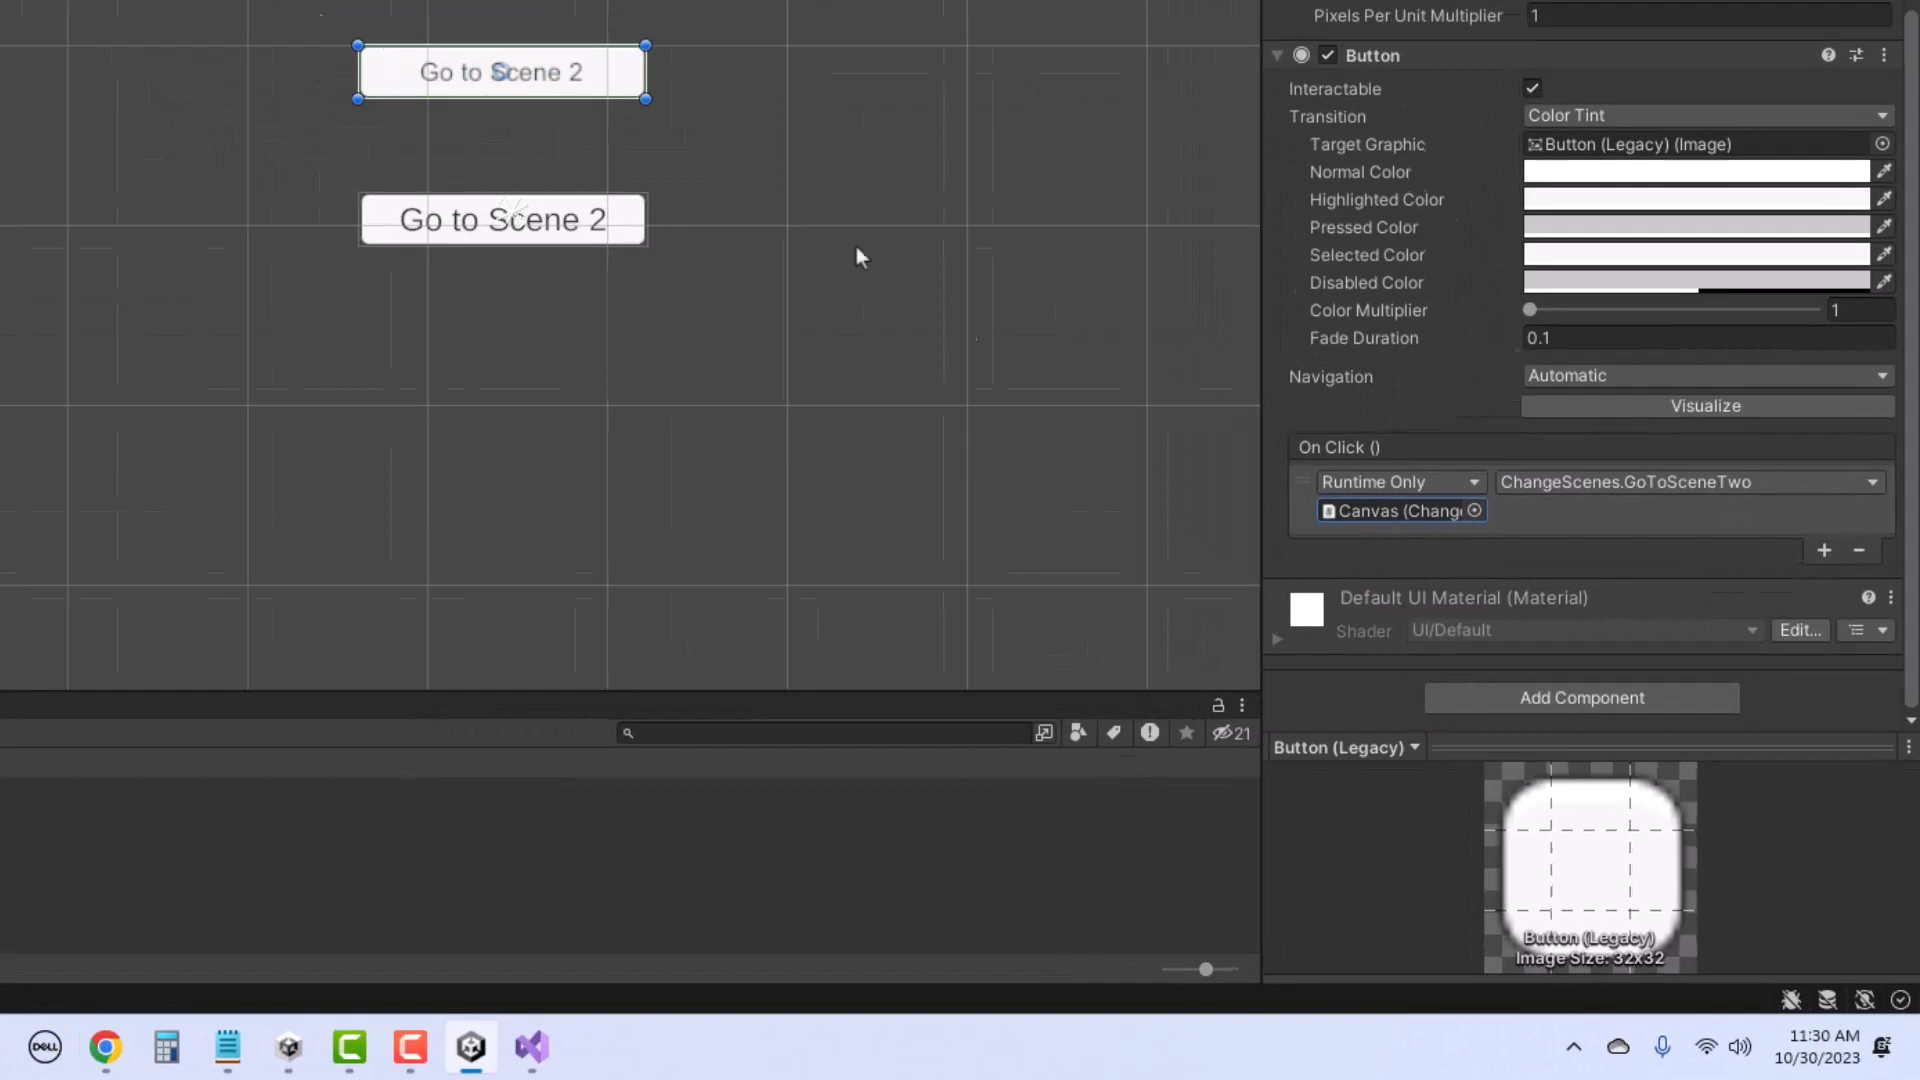 Pixels Per Unit Multiplier 1
Button
Go to Scene 2
Interactable
Transition Color Tint
Target Graphic Button (Legacy) (Image)
Normal Color
Highlighted Color
Go to Scene 2
Pressed Color
Selected Color
Disabled Color
Color Multiplier 1
Fade Duration 0.1
Navigation Automatic
Visualize
On Click ()
Runtime Only ChangeScenes.GoToSceneTwo
Canvas (Chang
Default UI Material (Material)
Shader UI/Default Edit...
Add Component
21
Button (Legacy)
Button (Legacy)
Image Size: 32x32
DELL
11:30 AM
10/30/2023